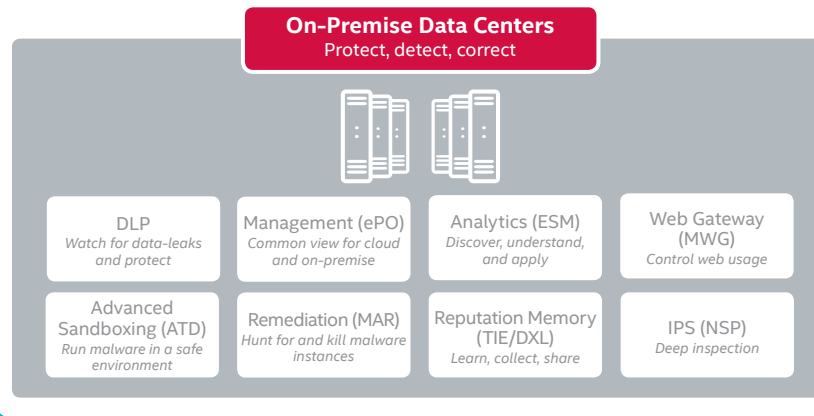 On-Premise Data Centers
Protect, detect, correct
DLP
Watch for data-leaks
and protect
Management (ePO)
Common view for cloud
and on-premise
Analytics (ESM)
Discover, understand,
and apply
Web Gateway
(MWG)
Control web usage
Advanced
Sandboxing (ATD)
Run malware in a safe
environment
Remediation (MAR)
Hunt for and kill malware
instances
Reputation Memory
(TIE/DXL)
Learn, collect, share
IPS (NSP)
Deep inspection